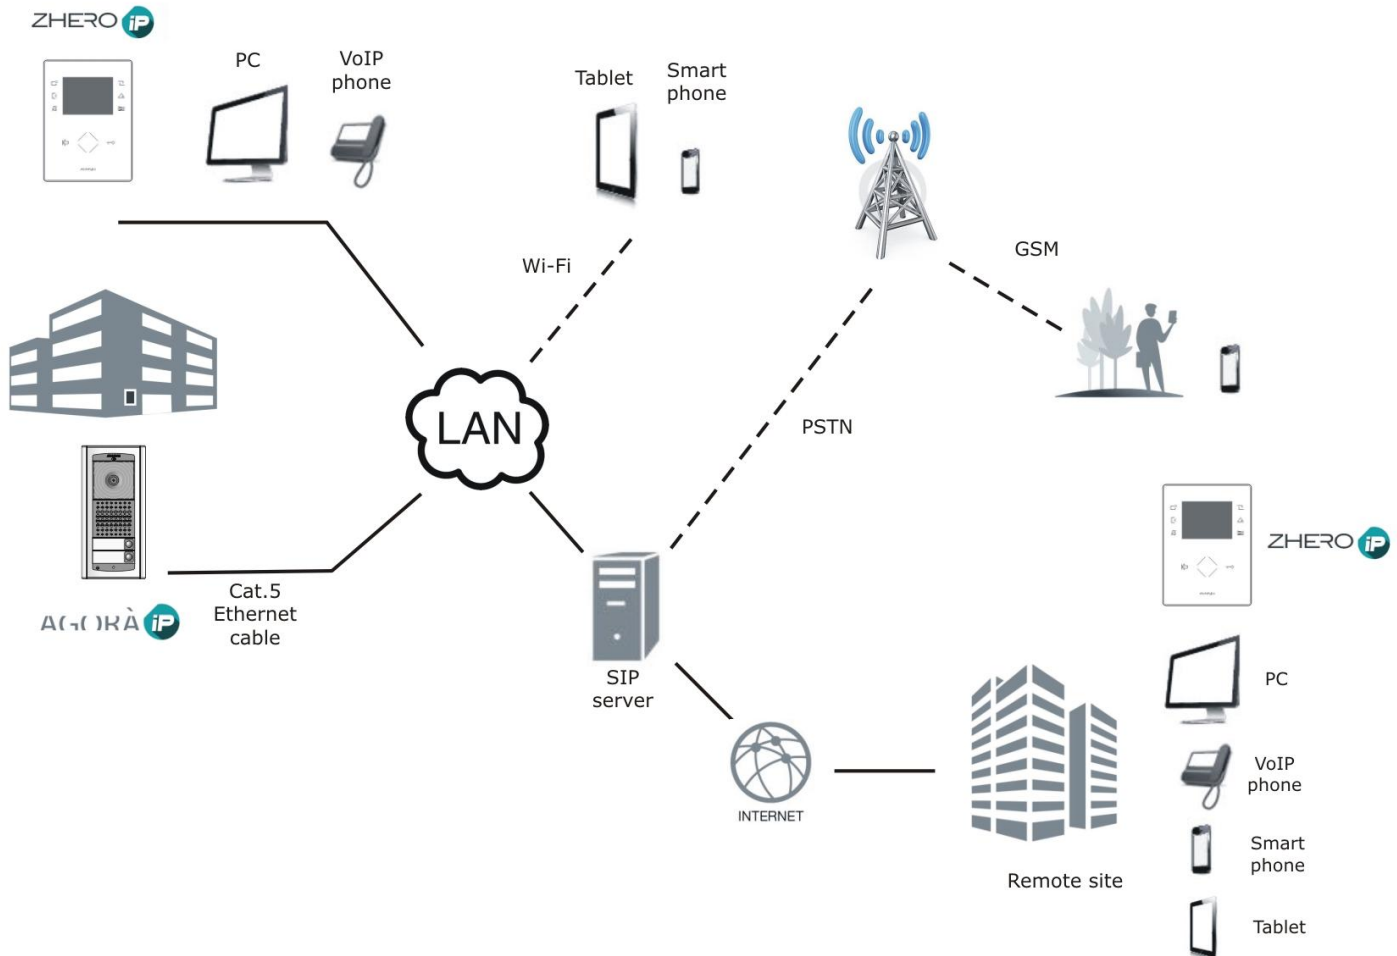 ZHERO iP
PC
VoIP
phone
Tablet
Smart
phone
GSM
Wi-Fi
LAN
PSTN
Cat.5
Ethernet
cable
AGORÀ iP
SIP
server
INTERNET
Remote site
ZHERO iP
PC
VoIP
phone
Smart
phone
Tablet